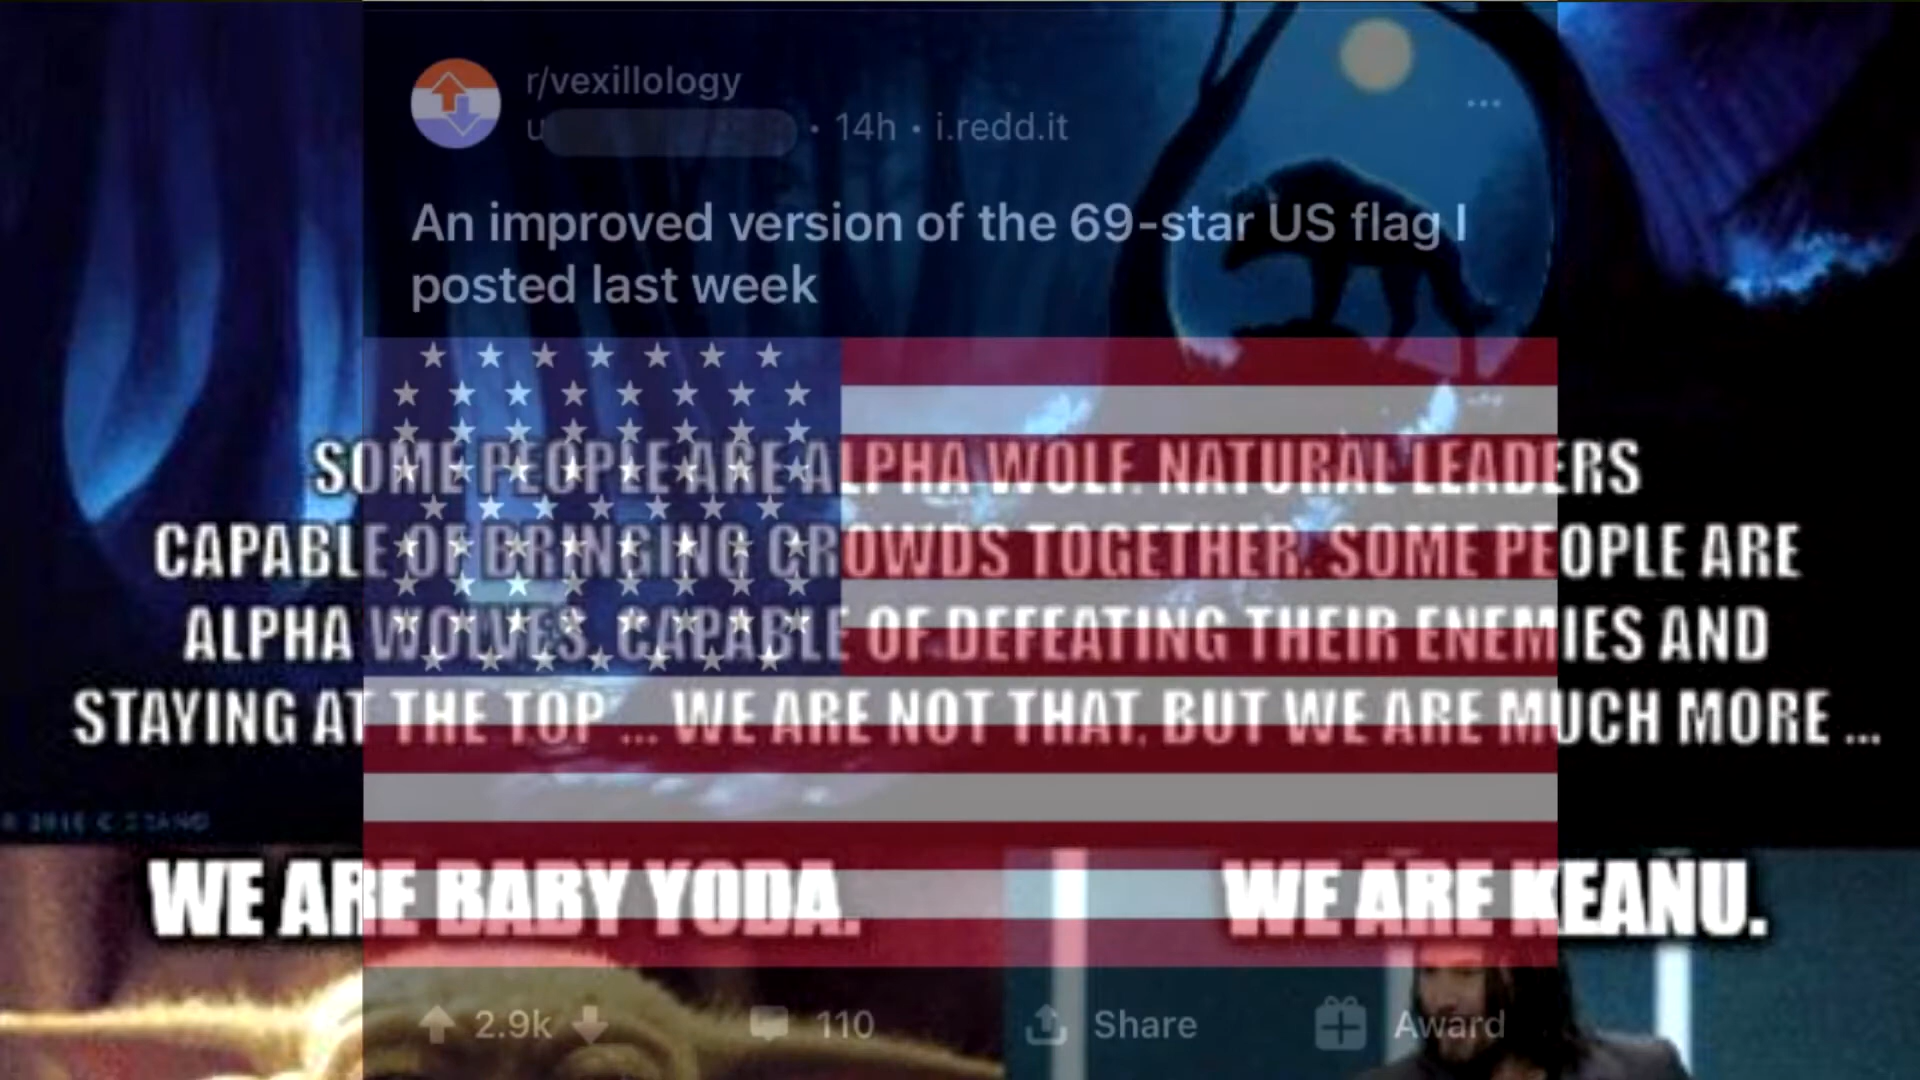 r/vexillology
u
• 14h • i.redd.it
An improved version of the 69-star US flag I
posted last week
SOME PEOPLE ARE ALPHA WOLF. NATURAL LEADERS
CAPABLE OF BRINGING CROWDS TOGETHER. SOME PEOPLE ARE
ALPHA WOLVES. CAPABLE OF DEFEATING THEIR ENEMIES AND
STAYING AT THE TOP ... WE ARE NOT THAT, BUT WE ARE MUCH MORE ...
WE ARE BABY YODA.
WE ARE KEANU.
2.9k
110
Share
Award